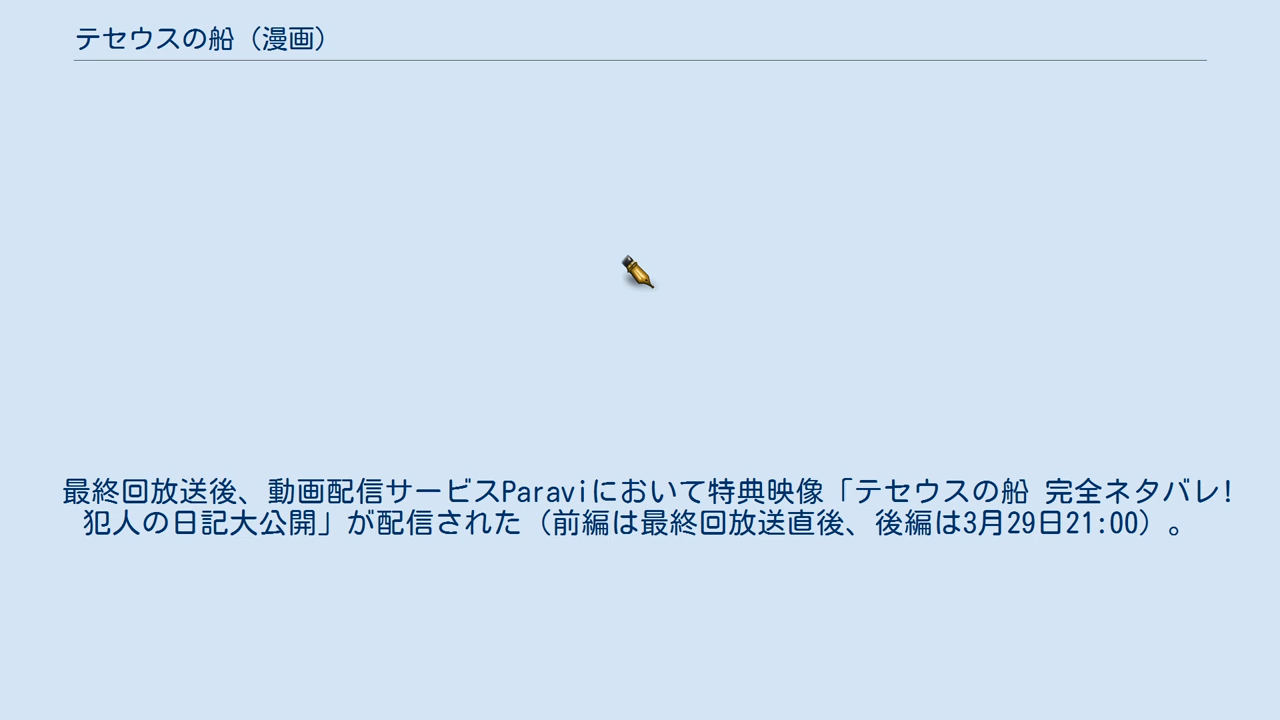 テセウスの船（漫画）
最終回放送後、動画配信サービスParaviにおいて特典映像「テセウスの船 完全ネタバレ!
犯人の日記大公開」が配信された（前編は最終回放送直後、後編は3月29日21:00）。